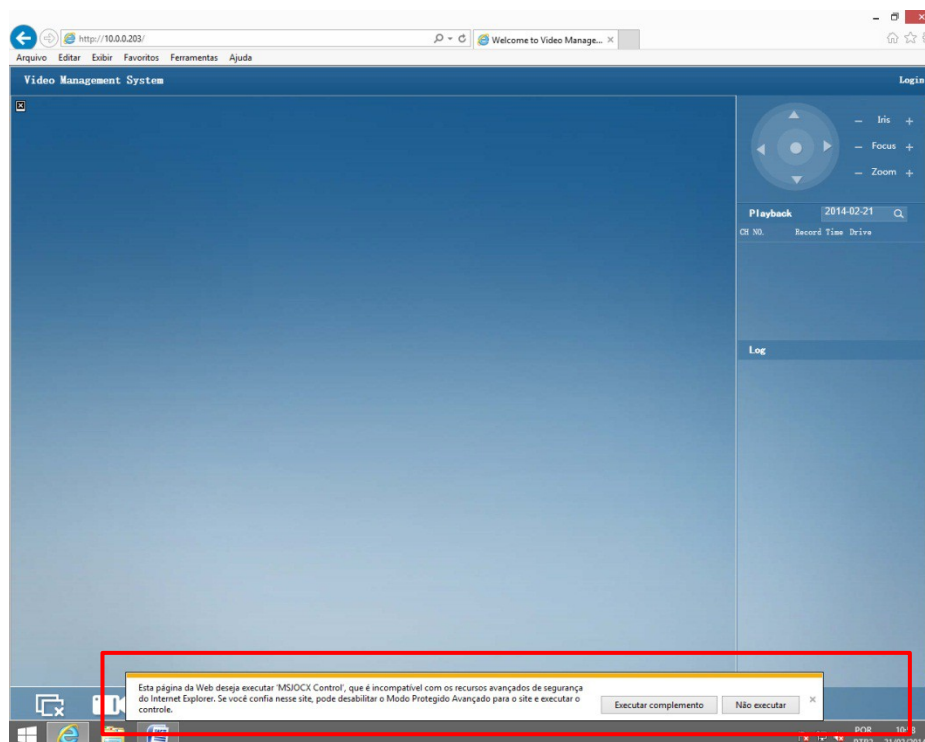 http://10.0.0.203/
Welcome to Video Manage...
Arquivo Editar Exibir Favoritos Ferramentas Ajuda
Video Management System
Login
Iris
Focus
Zoom
Playback 2014-02-21
CH NO. Record Time Drive
Log
Esta página da Web deseja executar 'MSJOCX Control', que é incompatível com os recursos avançados de segurança
do Internet Explorer. Se você confia nesse site, pode desabilitar o Modo Protegido Avançado para o site e executar o
controle.
Executar complemento
Não executar
POR